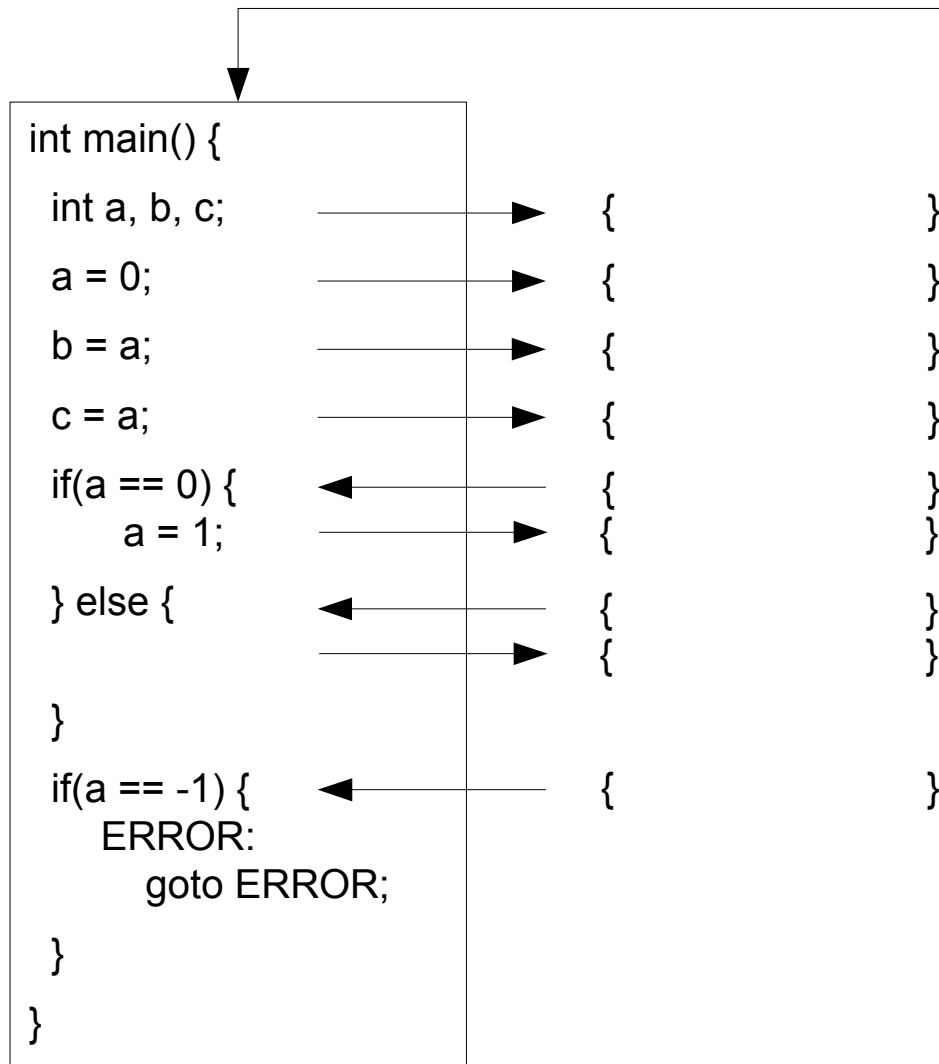 int main() {
int a, b, c; { }
a = 0; { }
b = a; { }
c = a; { }
if(a == 0) { { }
a = 1; { }
} else { { }
{ }
}
if(a == -1) { { }
ERROR:
goto ERROR;
}
}